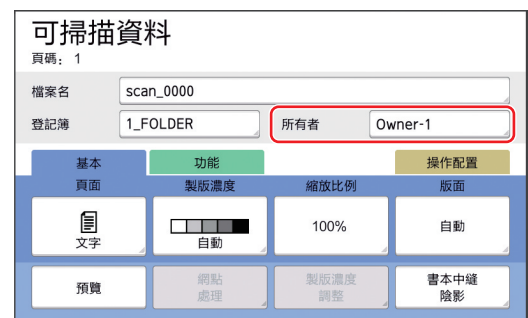 可掃描資料
頁碼：1
檔案名 scan_0000
登記簿 1_FOLDER 所有者 Owner-1
基本 功能 操作配置
頁面 製版濃度 縮放比例 版面
文字 自動 100% 自動
預覽 網點處理 製版濃度調整 書本中縫陰影